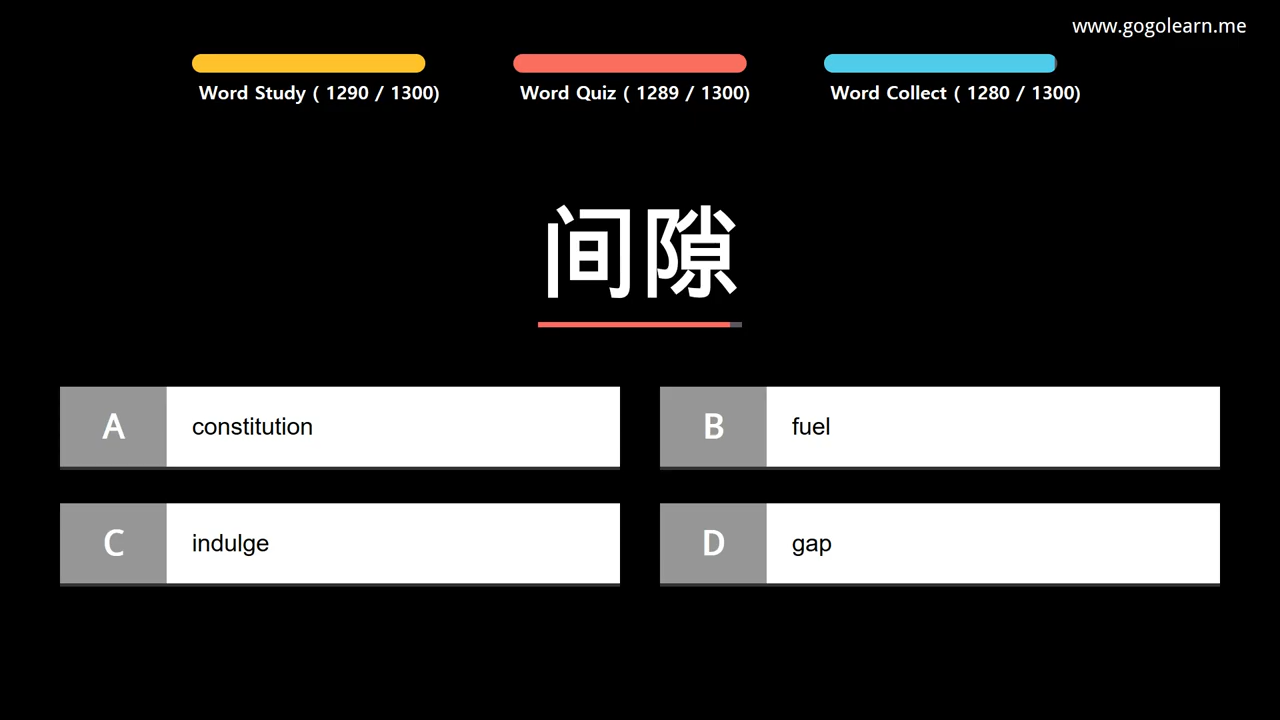 www.gogolearn.me
Word Study ( 1290 / 1300)
Word Quiz ( 1289 / 1300)
Word Collect ( 1280 / 1300)
间隙
A constitution
B fuel
C indulge
D gap